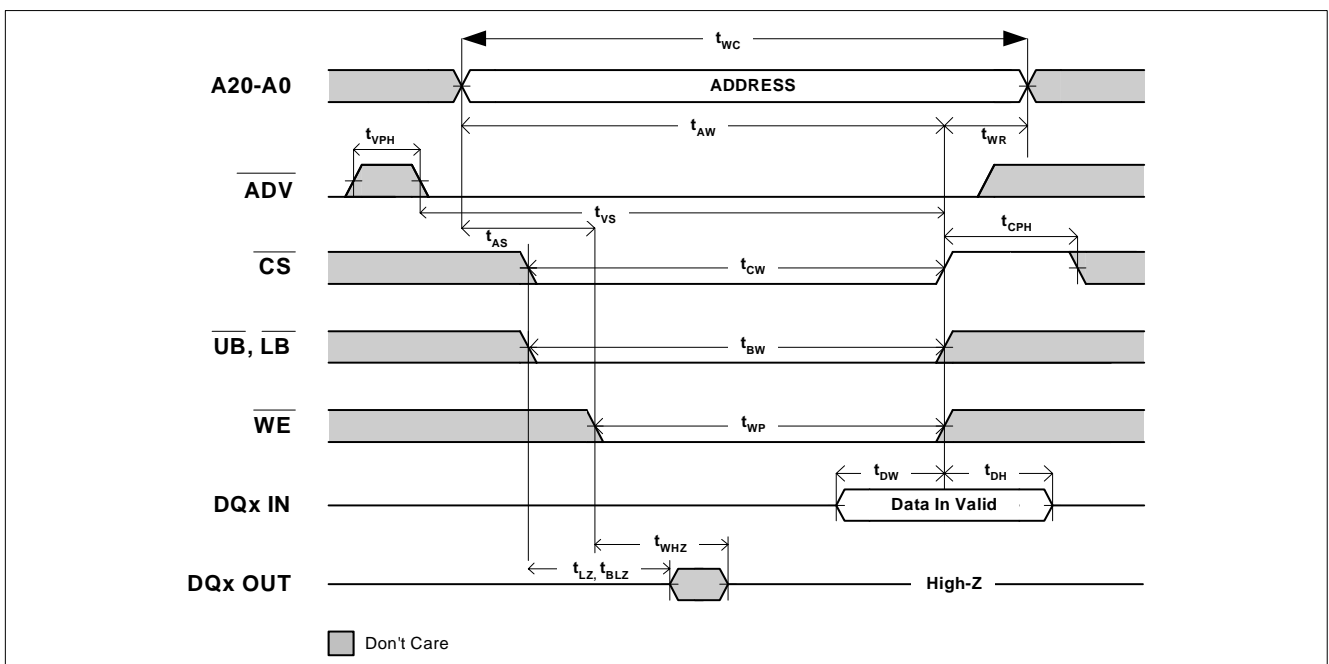 tWC
A20-A0
ADDRESS
tAW
tWR
tVPH
ADV
tVS
tAS
tCPH
CS
tCW
UB, LB
tBW
WE
tWP
tDW
tDH
DQx IN
Data In Valid
tWHZ
tLZ, tBLZ
DQx OUT
High-Z
Don't Care